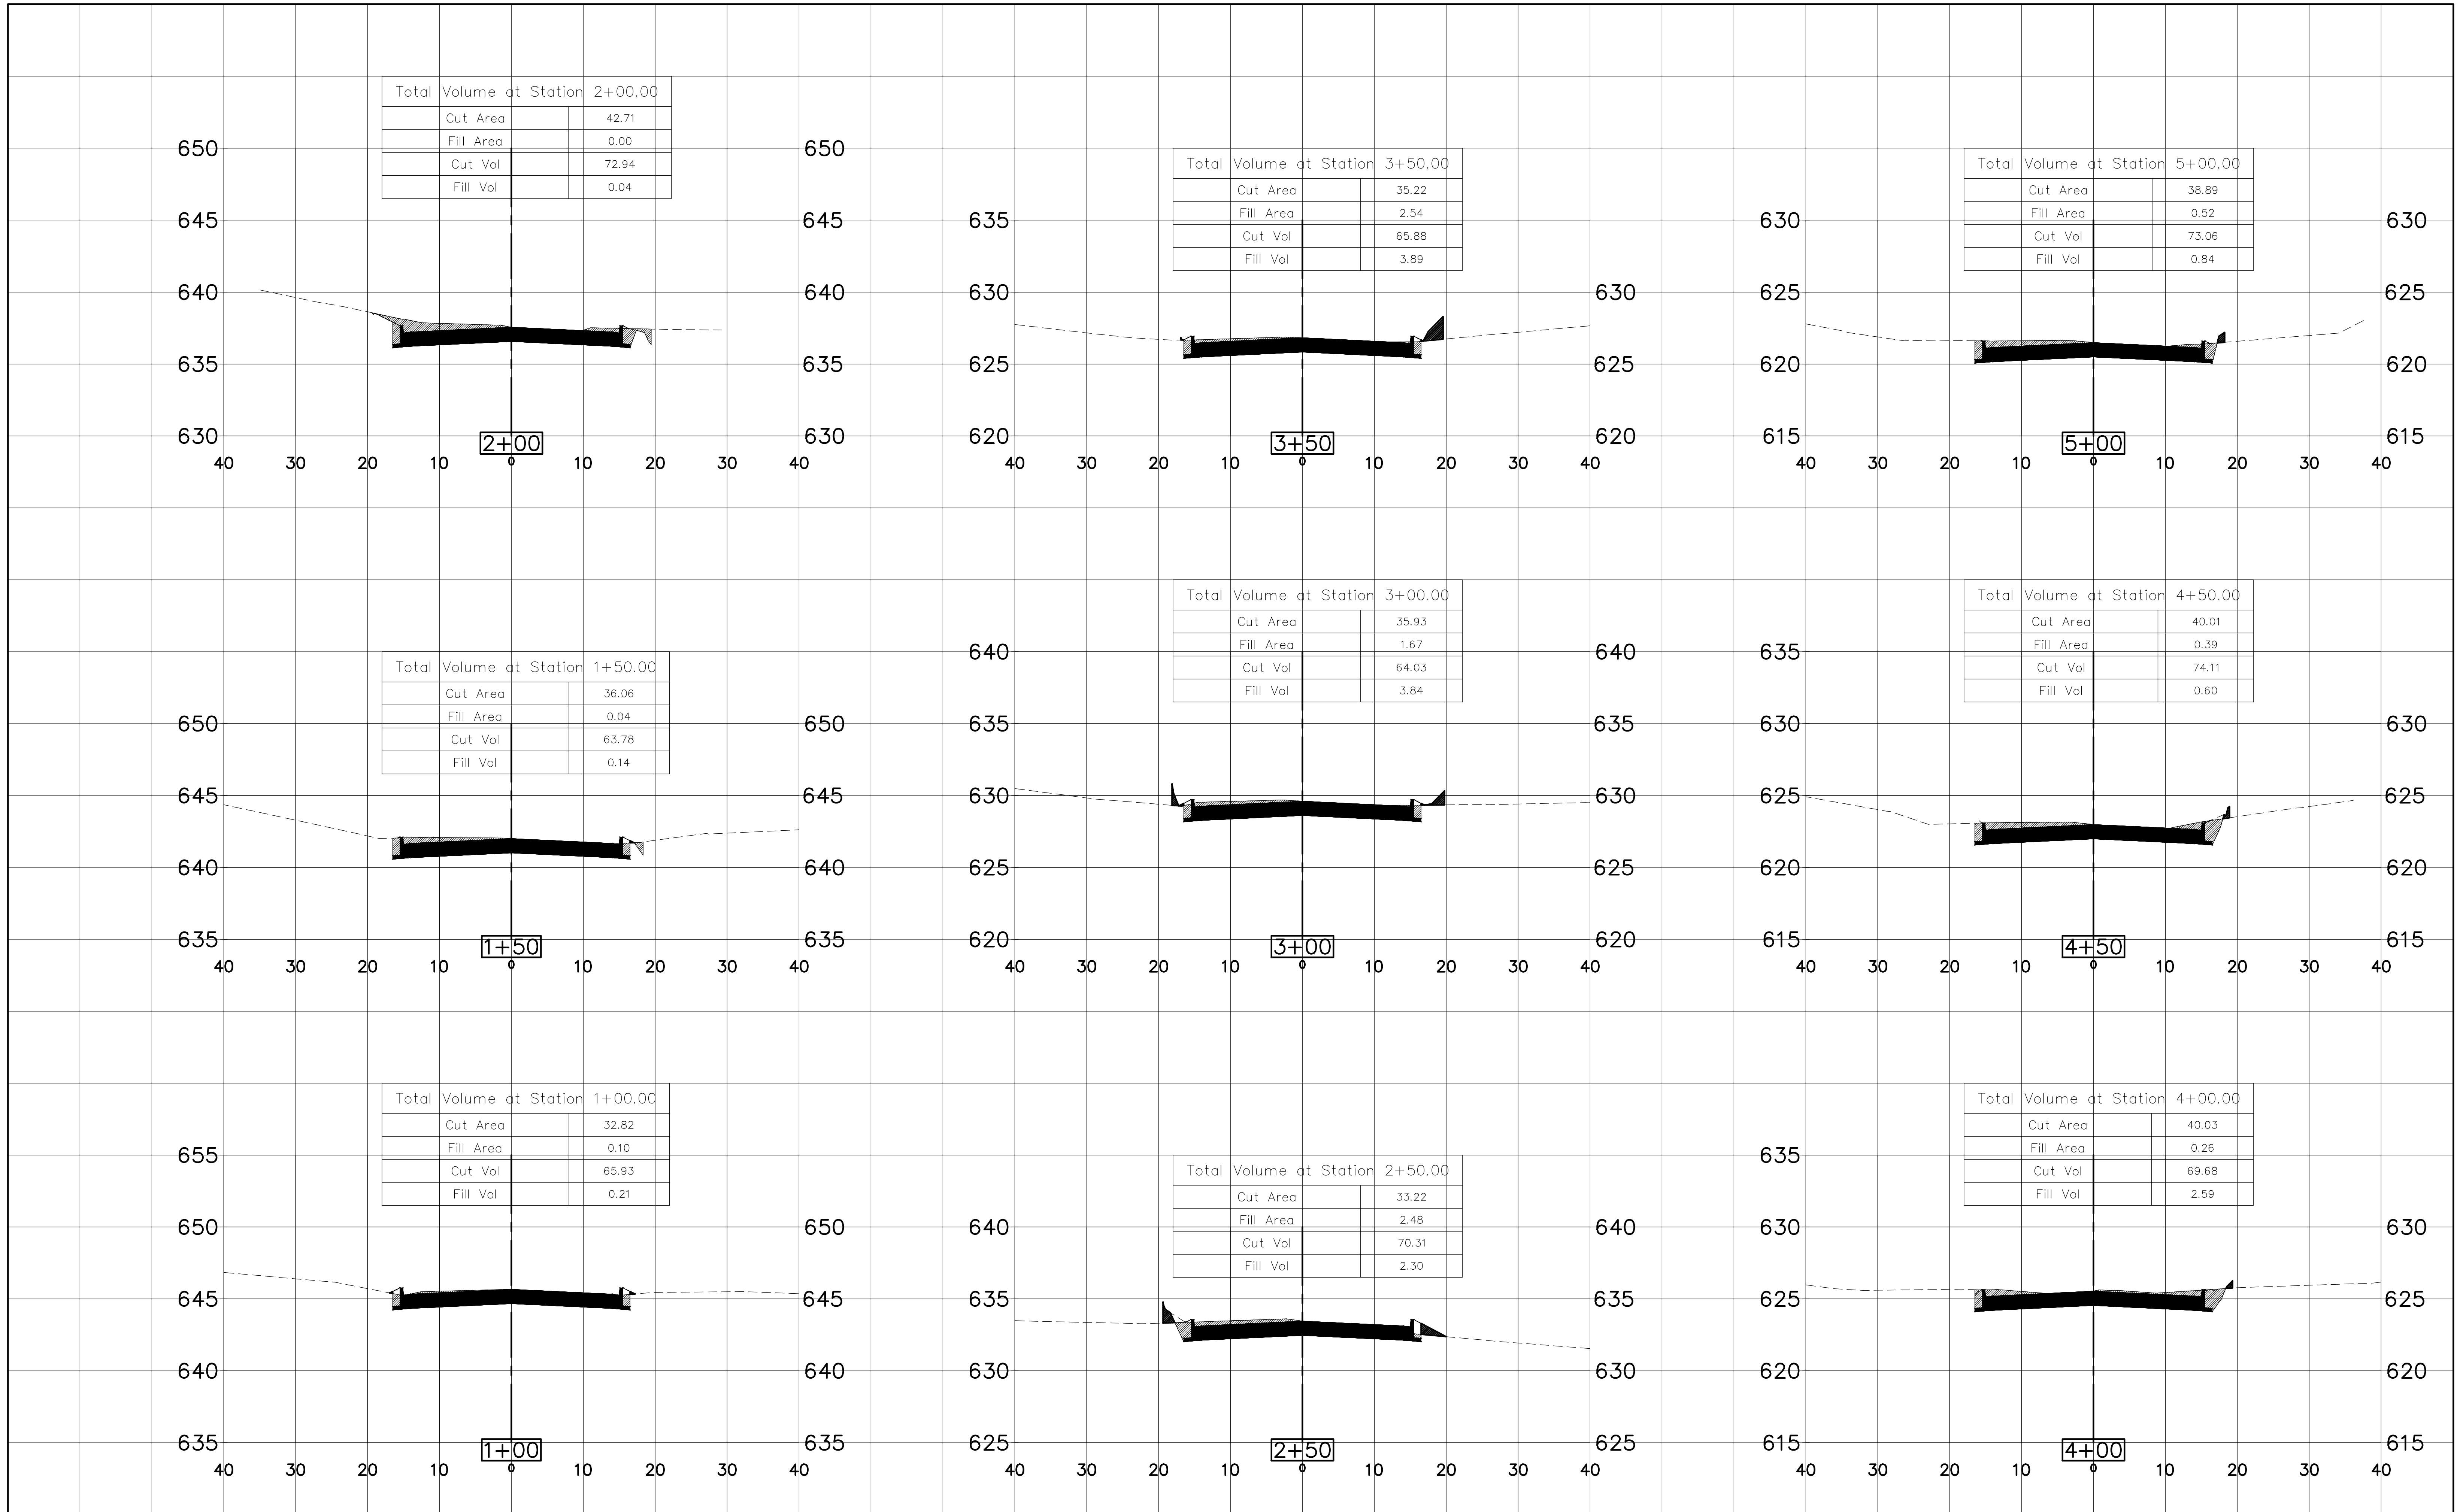 Total Volume at Station 2+00.00
Cut Area 42.71
Fill Area 0.00
650 650
Cut Vol 72.94
Fill Vol 0.04
645 645
640 640
635 635
630 630
2+00
40 30 20 10 0 10 20 30 40
Total Volume at Station 3+50.00
Cut Area 35.22
Fill Area 2.54
635
Cut Vol 65.88
Fill Vol 3.89
630 630
625 625
620 620
3+50
40 30 20 10 0 10 20 30 40
Total Volume at Station 5+00.00
Cut Area 38.89
Fill Area 0.52
630 630
Cut Vol 73.06
Fill Vol 0.84
625 625
620 620
615 615
5+00
40 30 20 10 0 10 20 30 40
Total Volume at Station 1+50.00
Cut Area 36.06
Fill Area 0.04
650 650
Cut Vol 63.78
Fill Vol 0.14
645 645
640 640
635 635
1+50
40 30 20 10 0 10 20 30 40
Total Volume at Station 3+00.00
Cut Area 35.93
Fill Area 1.67
640 640
Cut Vol 64.03
Fill Vol 3.84
635 635
630 630
625 625
620 620
3+00
40 30 20 10 0 10 20 30 40
Total Volume at Station 4+50.00
Cut Area 40.01
Fill Area 0.39
635
Cut Vol 74.11
Fill Vol 0.60
630 630
625 625
620 620
615 615
4+50
40 30 20 10 0 10 20 30 40
Total Volume at Station 1+00.00
Cut Area 32.82
Fill Area 0.10
655
Cut Vol 65.93
Fill Vol 0.21
650 650
645 645
640 640
635 635
1+00
40 30 20 10 0 10 20 30 40
Total Volume at Station 2+50.00
Cut Area 33.22
Fill Area 2.48
640 640
Cut Vol 70.31
Fill Vol 2.30
635 635
630 630
625 625
2+50
40 30 20 10 0 10 20 30 40
Total Volume at Station 4+00.00
Cut Area 40.03
Fill Area 0.26
635
Cut Vol 69.68
Fill Vol 2.59
630 630
625 625
620 620
615 615
4+00
40 30 20 10 0 10 20 30 40